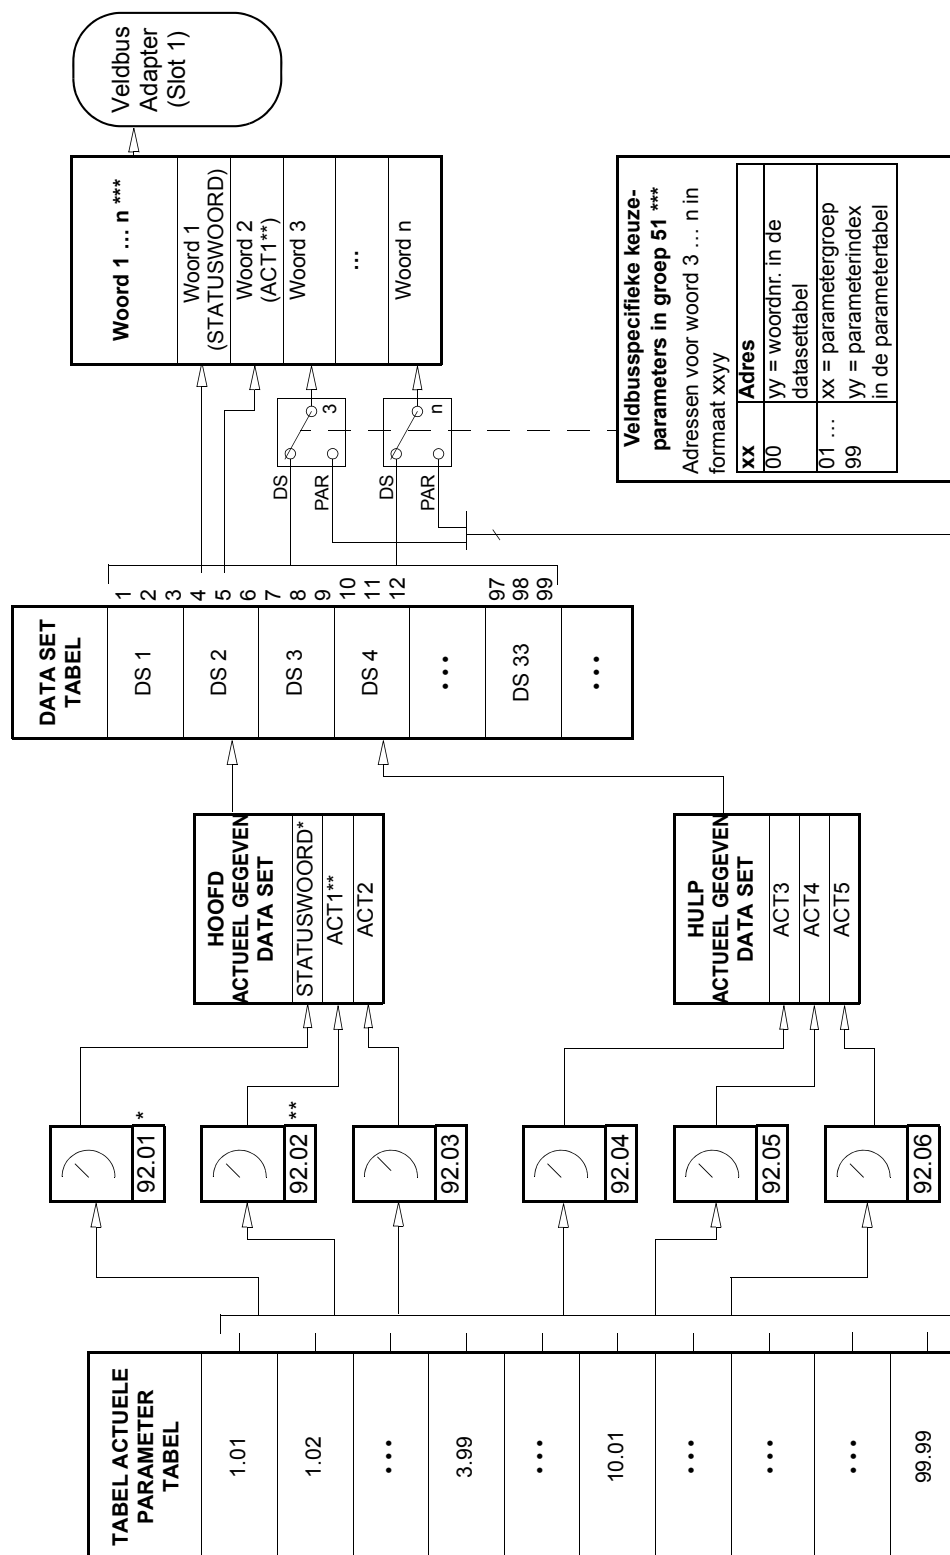 TABEL ACTUELE
PARAMETER
TABEL
1.01
1.02
...
3.99
...
10.01
...
...
...
99.99
92.01
*
92.02
**
92.03
92.04
92.05
92.06
HOOFD
ACTUEEL GEGEVEN
DATA SET
STATUSWOORD*
ACT1**
ACT2
HULP
ACTUEEL GEGEVEN
DATA SET
ACT3
ACT4
ACT5
DATA SET
TABEL
DS 1
DS 2
DS 3
DS 4
...
DS 33
...
1
2
3
4
5
6
7
8
9
10
11
12
97
98
99
DS
PAR
3
DS
PAR
n
Woord 1 ... n ***
Woord 1
(STATUSWOORD)
Woord 2
(ACT1**)
Woord 3
...
Woord n
Veldbus
Adapter
(Slot 1)
Veldbusspecifieke keuze-
parameters in groep 51 ***
Adressen voor woord 3 ... n in
formaat xxyy
xx Adres
00 yy = woordnr. in de
datasettabel
01 ... xx = parametergroep
99 yy = parameterindex
in de parametertabel